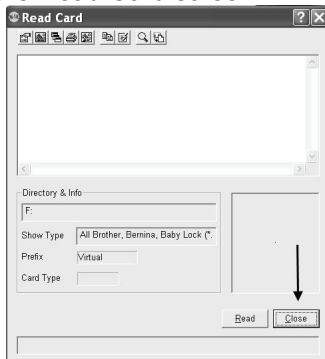 Read Card
Directory & Info
F:
Show Type All Brother, Bernina, Baby Lock (*.
Prefix Virtual
Card Type
Read Close